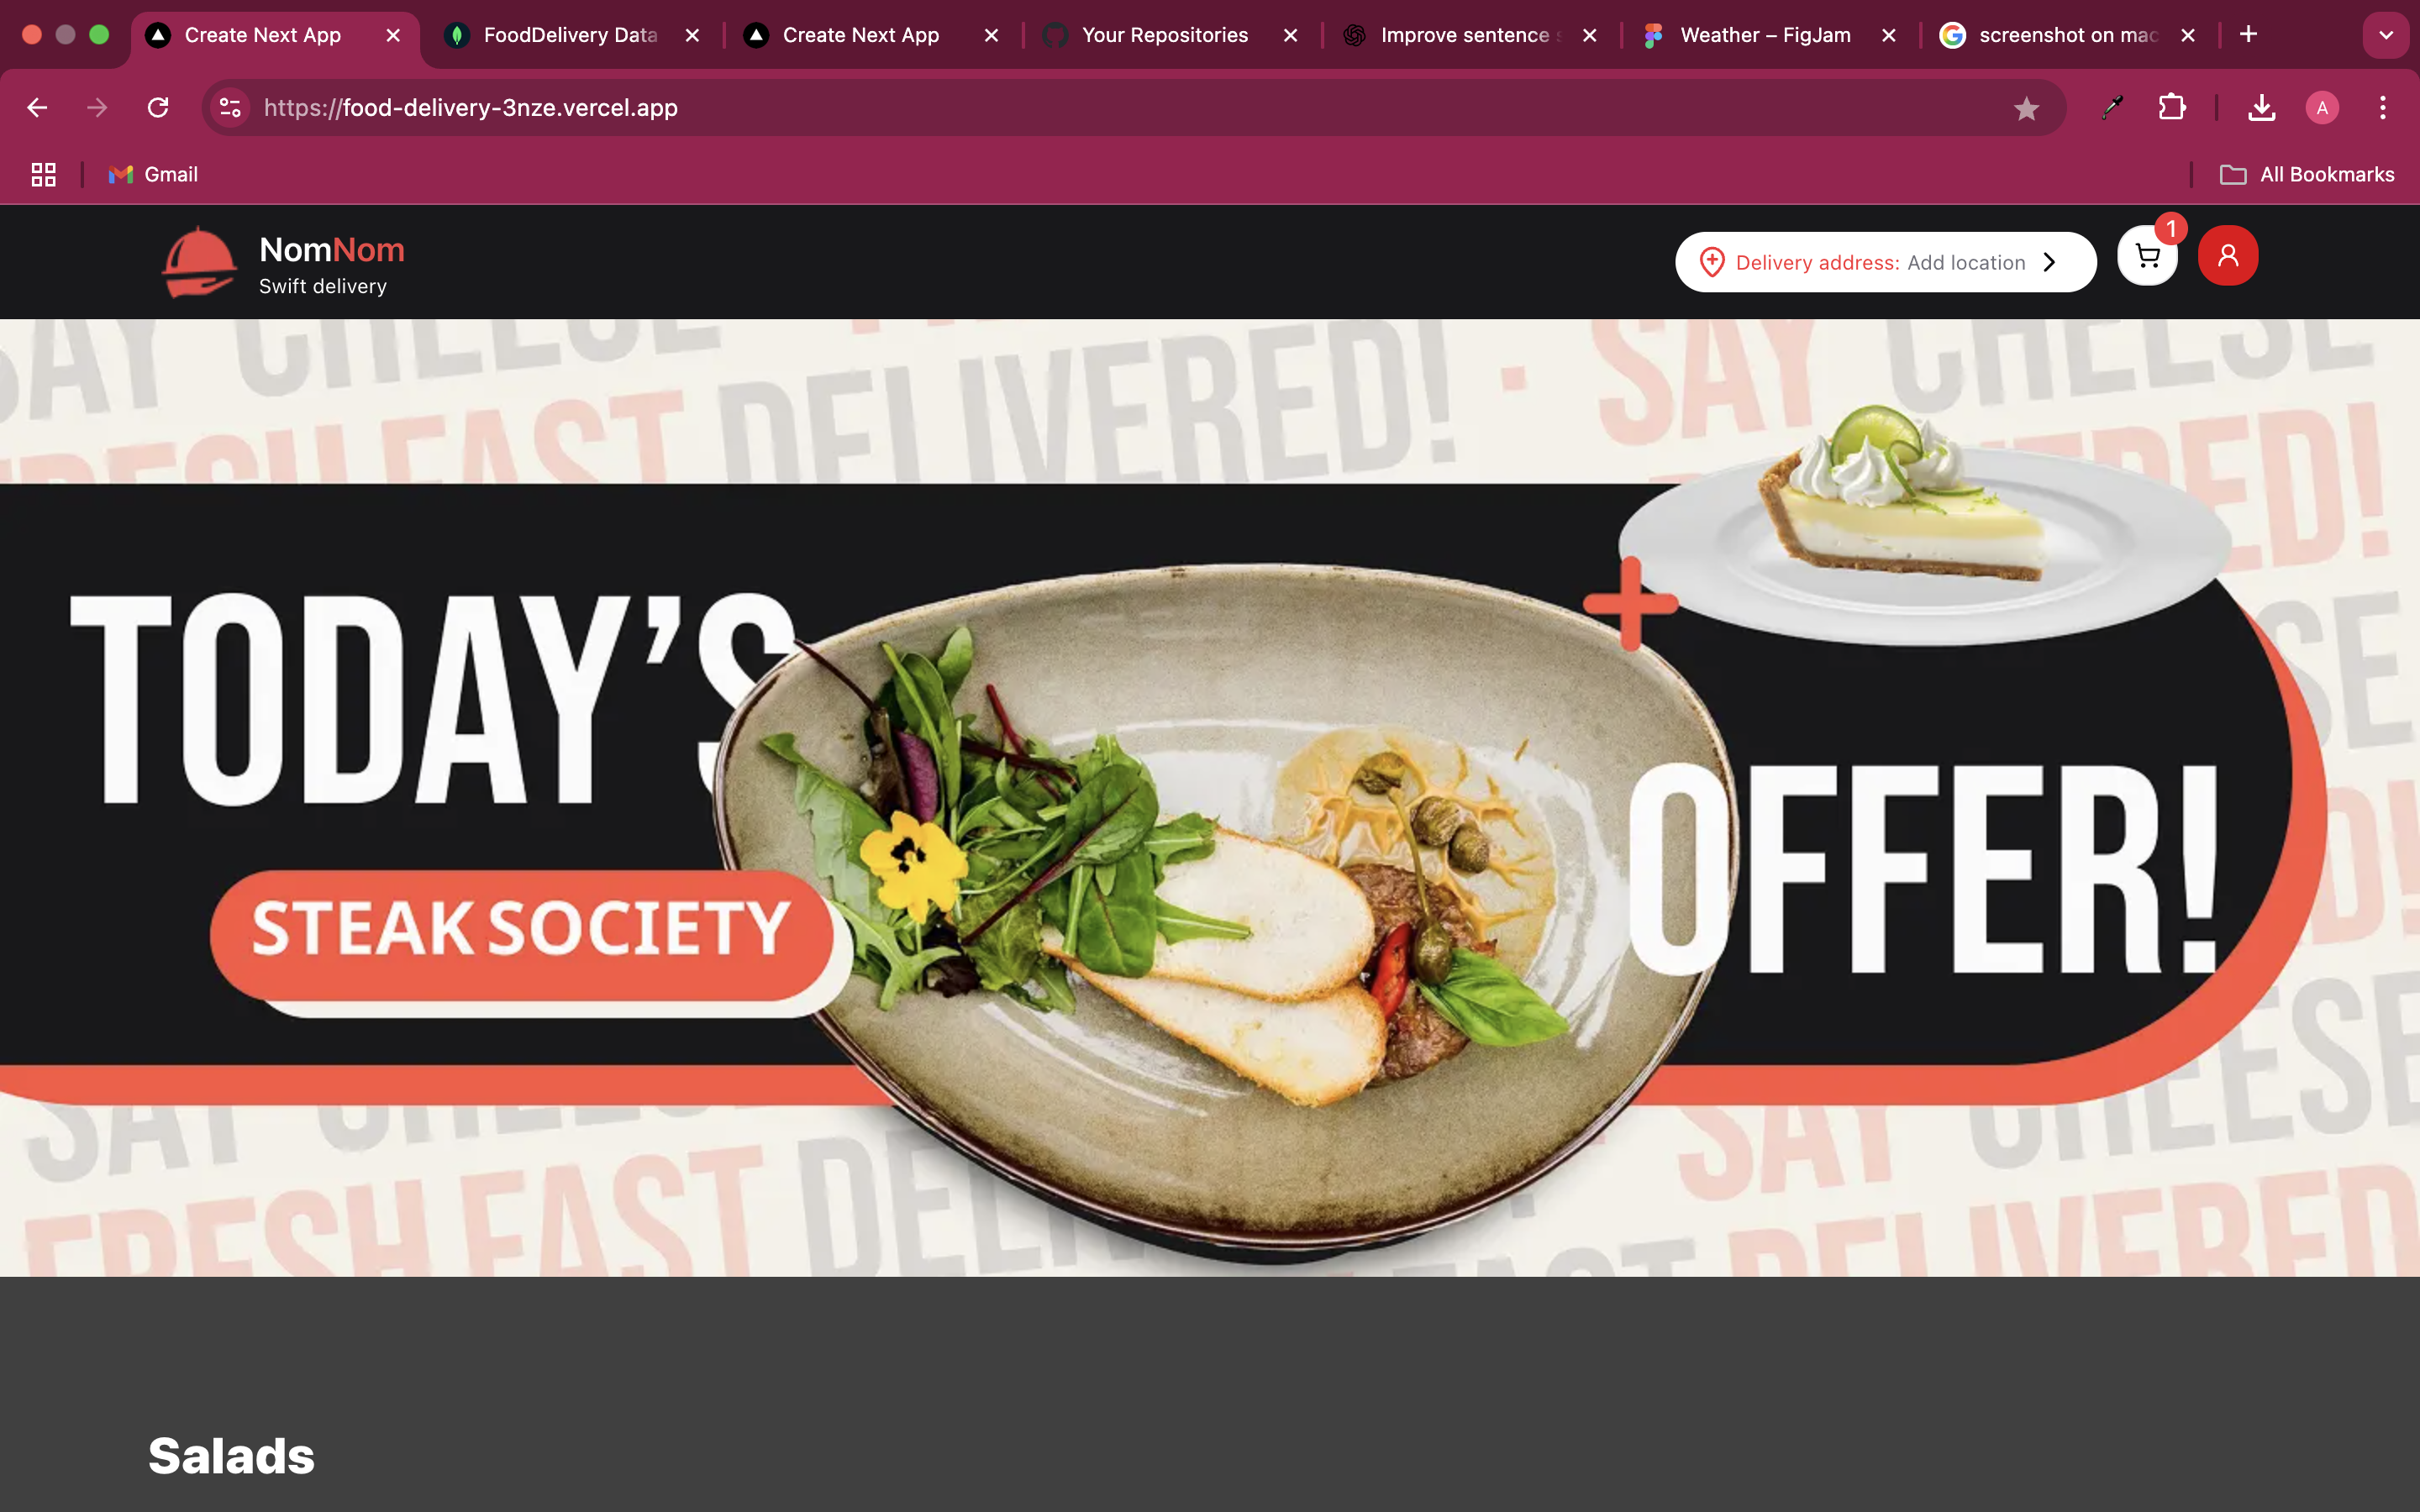 Create Next App
FoodDelivery Data
Create Next App
Your Repositories
Improve sentence s
Weather – FigJam
screenshot on mac
https://food-delivery-3nze.vercel.app
A
Gmail
All Bookmarks
NomNom
Swift delivery
Delivery address: Add location
1
SAY CHEESE
DELIVERED! · SAY CHEESE
FRESH FAST
TODAY'S
STEAK SOCIETY
OFFER!
SAY CHEESE
SAY CHEESE
FRESH FAST
DELIVERED
Salads